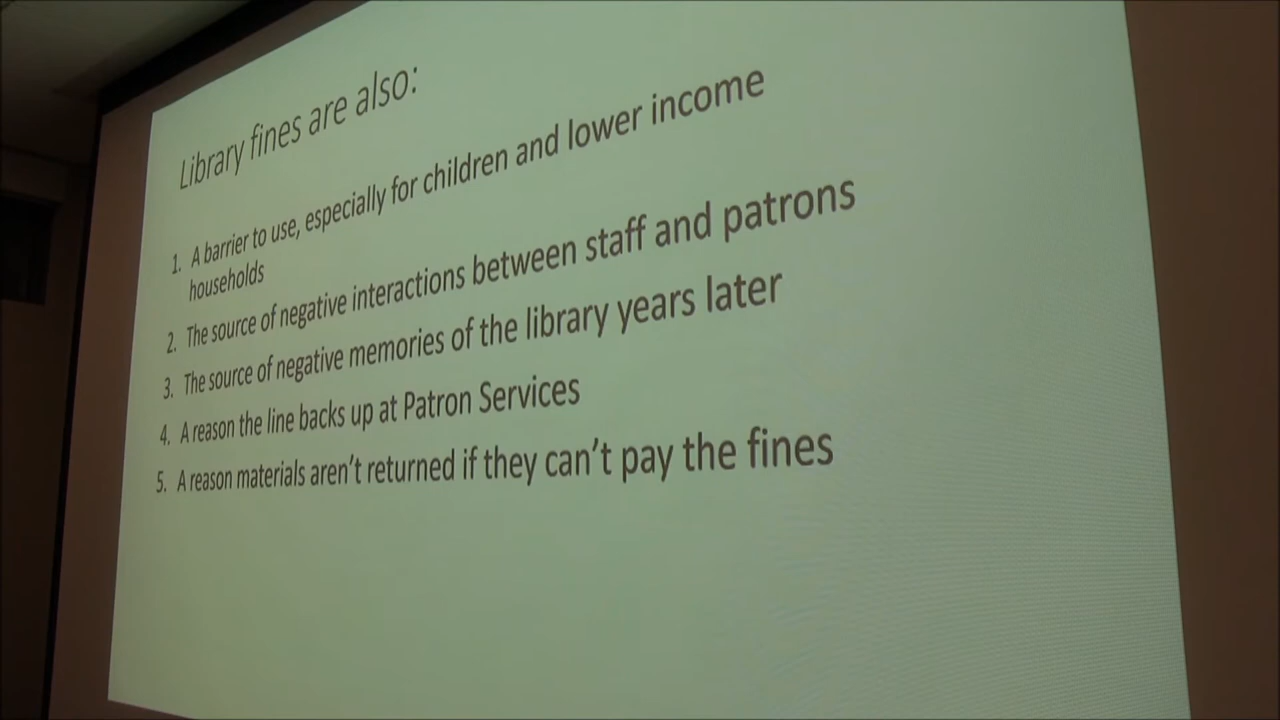 Library fines are also:
1. A barrier to use, especially for children and lower income
households
2. The source of negative interactions between staff and patrons
3. The source of negative memories of the library years later
4. A reason the line backs up at Patron Services
5. A reason materials aren't returned if they can't pay the fines